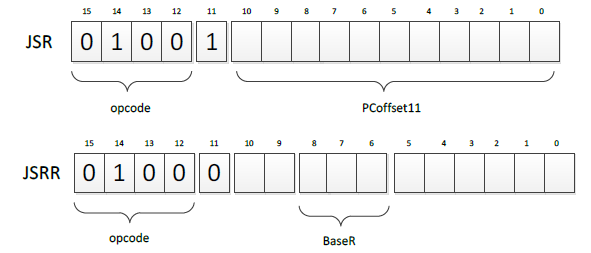 15 14 13 12 11 10 9 8 7 6 5 4 3 2 1 0
JSR 0 1 0 0 1
opcode PCoffset11
15 14 13 12 11 10 9 8 7 6 5 4 3 2 1 0
JSRR 0 1 0 0 0
opcode BaseR